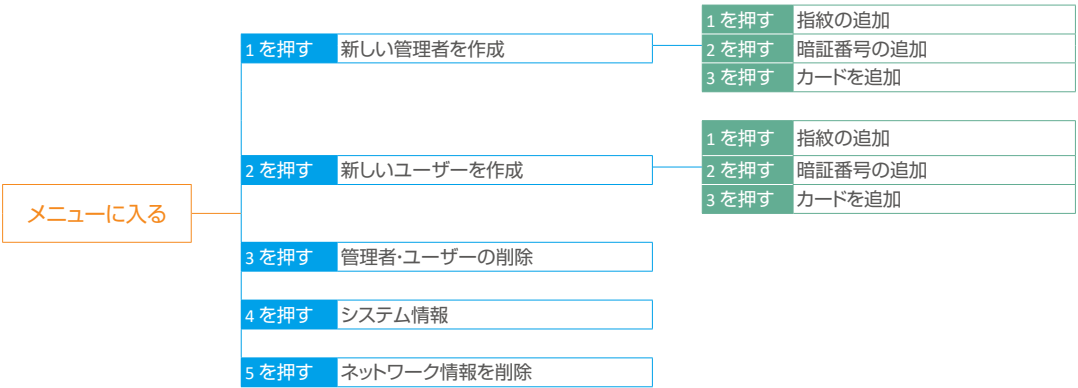 メニューに入る
1 を押す 新しい管理者を作成
1 を押す 指紋の追加
2 を押す 暗証番号の追加
3 を押す カードを追加
2 を押す 新しいユーザーを作成
1 を押す 指紋の追加
2 を押す 暗証番号の追加
3 を押す カードを追加
3 を押す 管理者・ユーザーの削除
4 を押す システム情報
5 を押す ネットワーク情報を削除